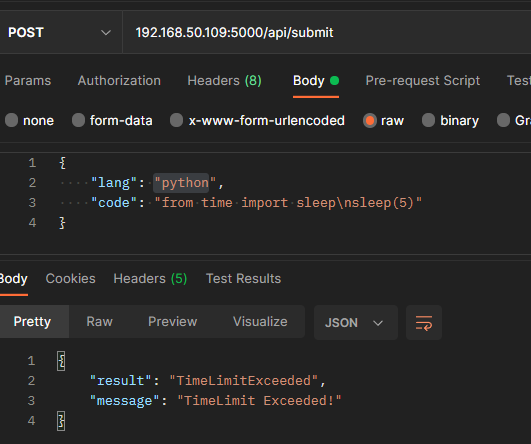 POST 192.168.50.109:5000/api/submit
Params Authorization Headers (8) Body Pre-request Script
none form-data x-www-form-urlencoded raw binary
1 {
2 ····"lang":·"python",
3 ····"code":·"from·time·import·sleep\nsleep(5)"
4 }
Body Cookies Headers (5) Test Results
Pretty Raw Preview Visualize JSON
1 {
2 "result": "TimeLimitExceeded",
3 "message": "TimeLimit Exceeded!"
4 }